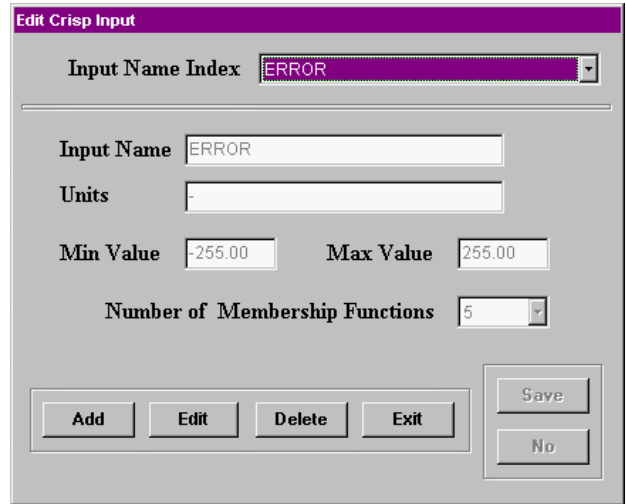 Edit Crisp Input
Input Name Index ERROR
Input Name ERROR
Units -
Min Value -255.00 Max Value 255.00
Number of Membership Functions 5
Save
Add Edit Delete Exit
No